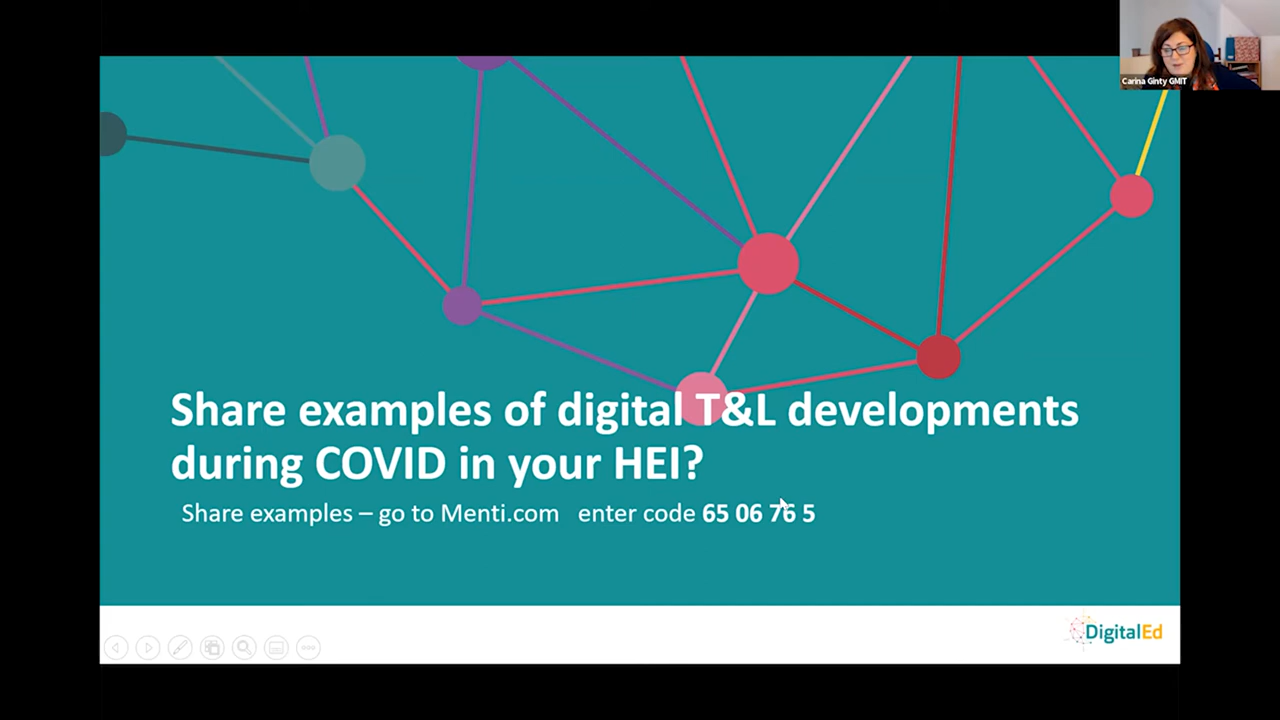 Carina Ginty GMIT
Share examples of digital T&L developments
during COVID in your HEI?
Share examples – go to Menti.com enter code 65 06 76 5
DigitalEd